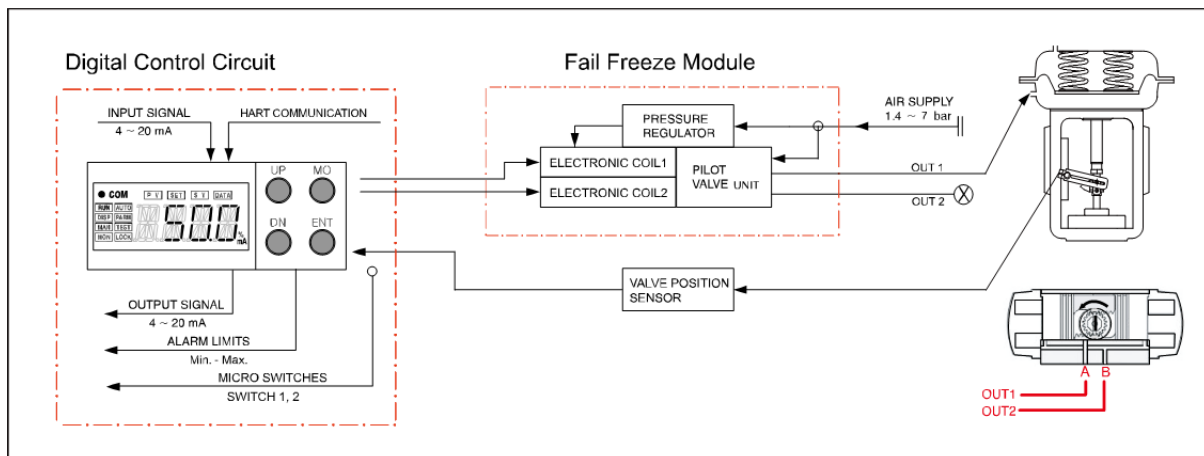 Digital Control Circuit
Fail Freeze Module
INPUT SIGNAL
4 ~ 20 mA
HART COMMUNICATION
AIR SUPPLY
1.4 ~ 7 bar
PRESSURE
REGULATOR
ELECTRONIC COIL1
ELECTRONIC COIL2
PILOT
VALVE UNIT
OUT 1
OUT 2
COM
P V SET S V DATA
RUN AUTO
DISP PARM
MAN TEST
MON LOCK
50.0
%
mA
UP MO
DN ENT
VALVE POSITION
SENSOR
OUTPUT SIGNAL
4 ~ 20 mA
ALARM LIMITS
Min. - Max.
MICRO SWITCHES
SWITCH 1, 2
A B
OUT1
OUT2